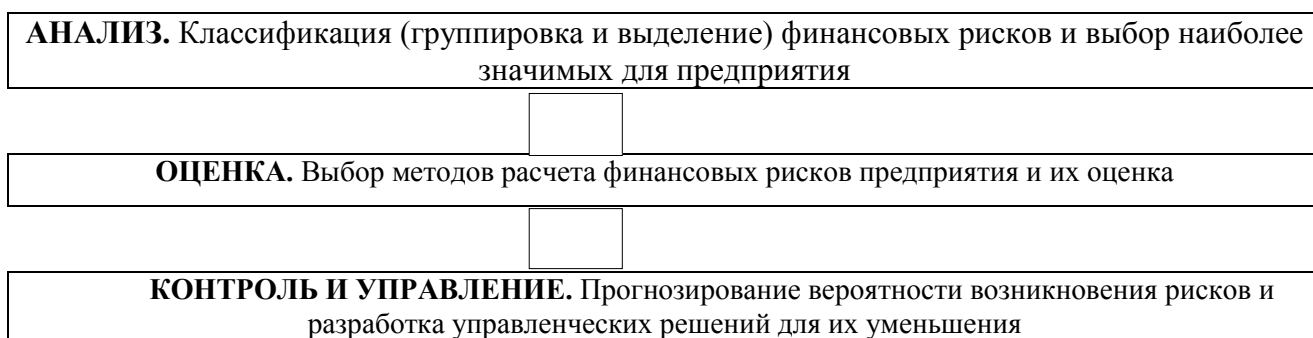 АНАЛИЗ. Классификация (группировка и выделение) финансовых рисков и выбор наиболее
значимых для предприятия
ОЦЕНКА. Выбор методов расчета финансовых рисков предприятия и их оценка
КОНТРОЛЬ И УПРАВЛЕНИЕ. Прогнозирование вероятности возникновения рисков и
разработка управленческих решений для их уменьшения